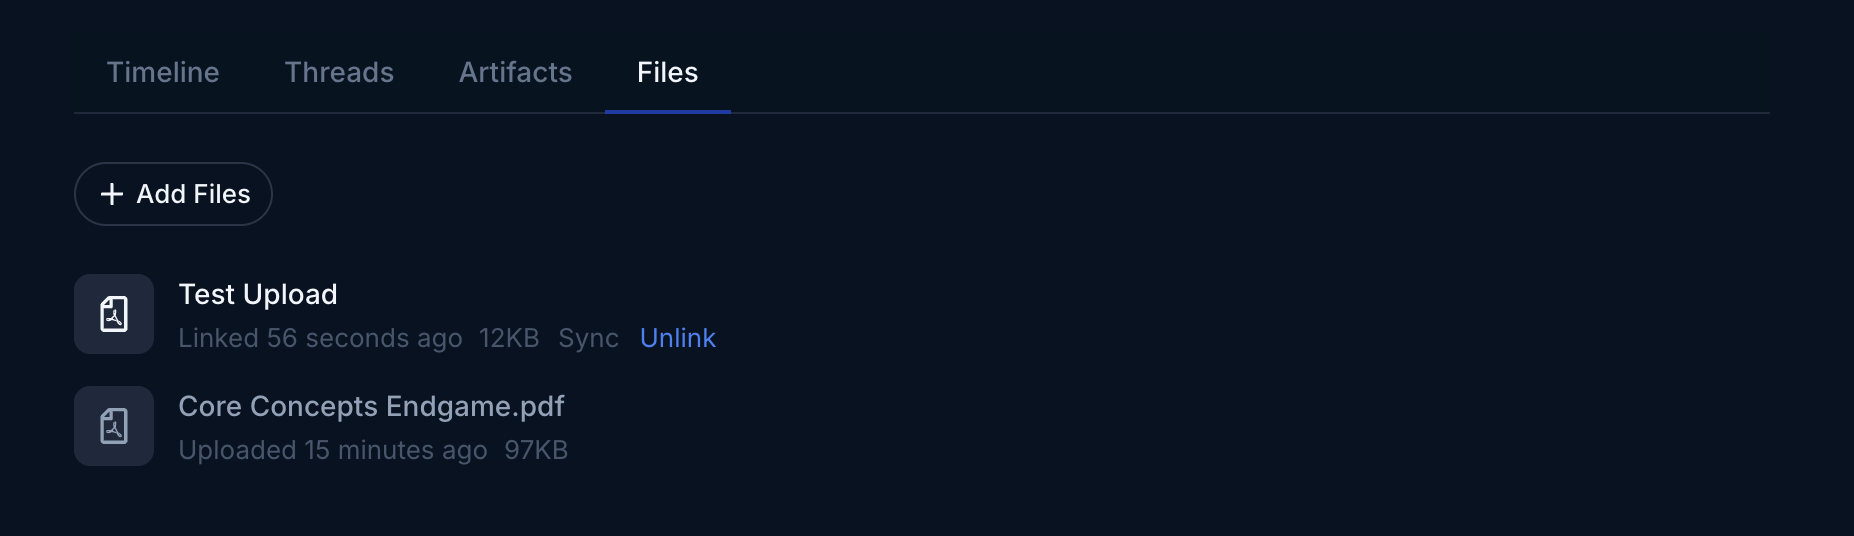 Timeline Threads Artifacts Files
+ Add Files
Test Upload
Linked 56 seconds ago 12KB Sync Unlink
Core Concepts Endgame.pdf
Uploaded 15 minutes ago 97KB